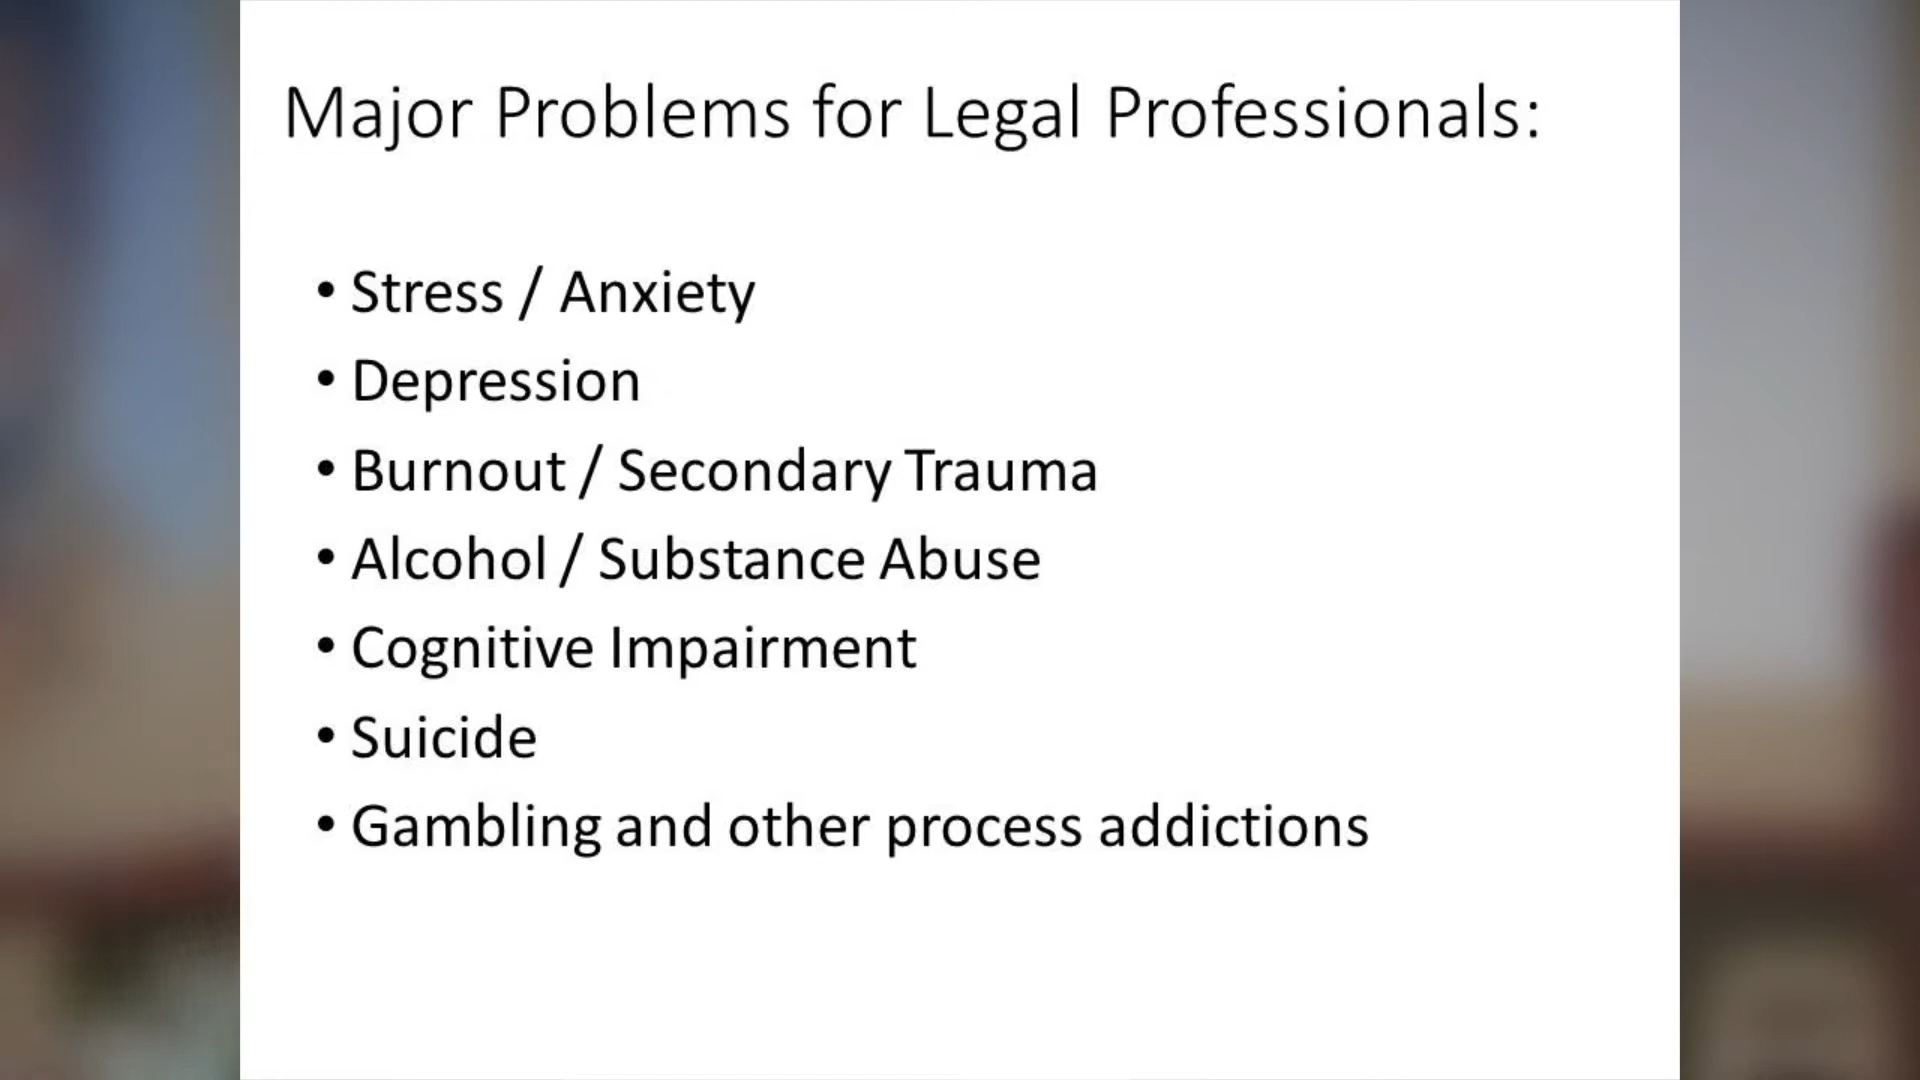 Major Problems for Legal Professionals:
• Stress / Anxiety
• Depression
• Burnout / Secondary Trauma
• Alcohol / Substance Abuse
• Cognitive Impairment
• Suicide
• Gambling and other process addictions